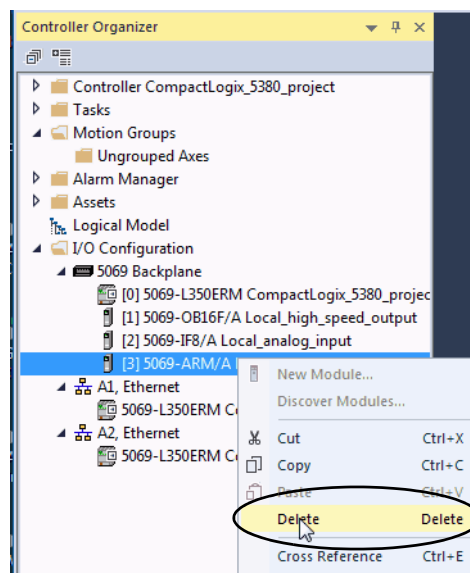 Controller Organizer
Controller CompactLogix_5380_project
Tasks
Motion Groups
Ungrouped Axes
Alarm Manager
Assets
Logical Model
I/O Configuration
5069 Backplane
[0] 5069-L350ERM CompactLogix_5380_projec
[1] 5069-OB16F/A Local_high_speed_output
[2] 5069-IF8/A Local_analog_input
[3] 5069-ARM/A
A1, Ethernet
5069-L350ERM C
A2, Ethernet
5069-L350ERM C
New Module...
Discover Modules...
Cut Ctrl+X
Copy Ctrl+C
Paste Ctrl+V
Delete Delete
Cross Reference Ctrl+E